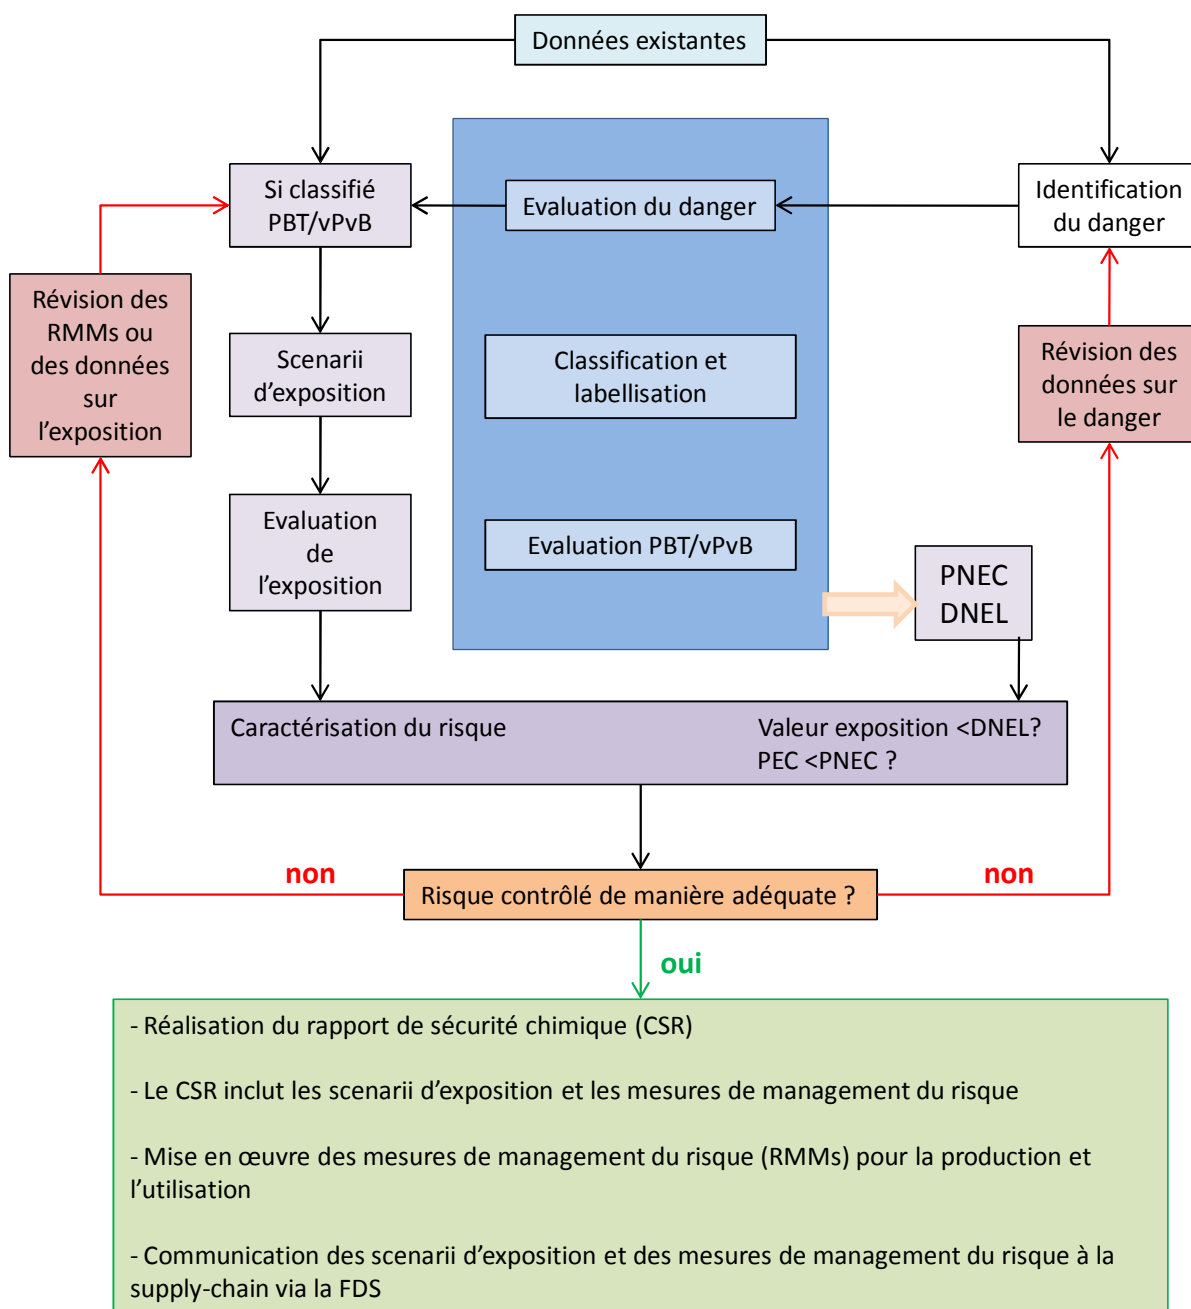 Données existantes
Si classifié
PBT/vPvB
Evaluation du danger
Identification
du danger
Révision des
RMMs ou
des données
sur
l'exposition
Scenarii
d'exposition
Classification et
labellisation
Révision des
données sur
le danger
Evaluation
de
l'exposition
Evaluation PBT/vPvB
PNEC
DNEL
Caractérisation du risque
Valeur exposition <DNEL?
PEC <PNEC ?
non
Risque contrôlé de manière adéquate ?
non
oui
- Réalisation du rapport de sécurité chimique (CSR)
- Le CSR inclut les scenarii d'exposition et les mesures de management du risque
- Mise en œuvre des mesures de management du risque (RMMs) pour la production et
l'utilisation
- Communication des scenarii d'exposition et des mesures de management du risque à la
supply-chain via la FDS